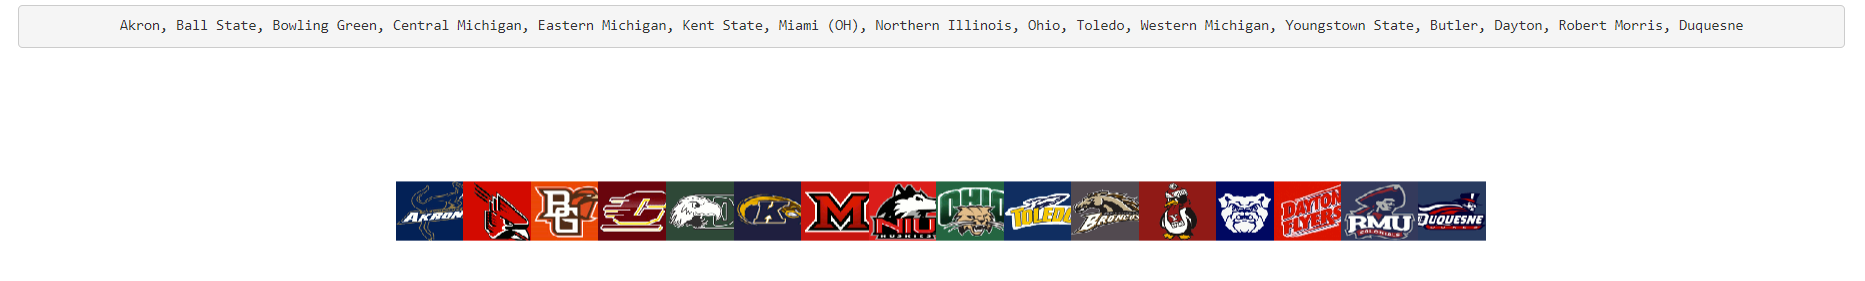 Akron, Ball State, Bowling Green, Central Michigan, Eastern Michigan, Kent State, Miami (OH), Northern Illinois, Ohio, Toledo, Western Michigan, Youngstown State, Butler, Dayton, Robert Morris, Duquesne
AKRON BG C K M NIU HUSKIES OHIO TOLEDO BRONCOS Y DAYTON FLYERS RMU COLONIALS DUQUESNE DUKES